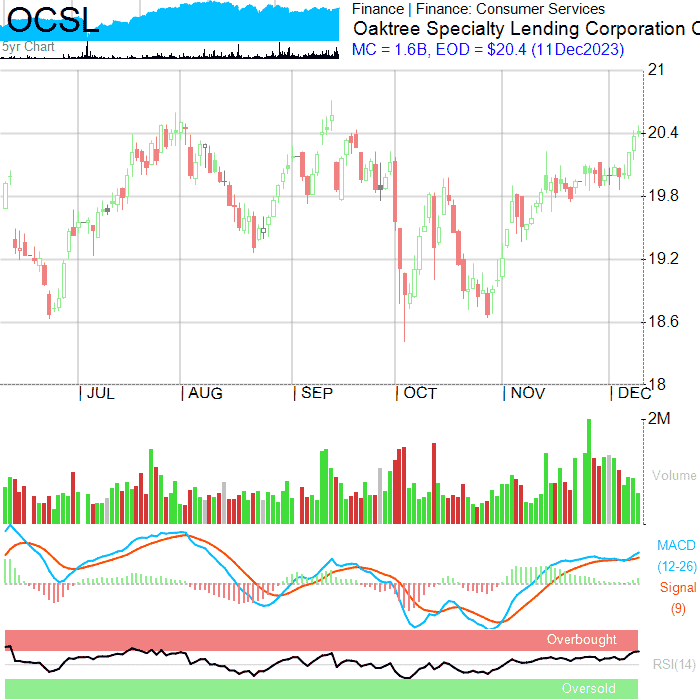 OCSL
5yr Chart
Finance | Finance: Consumer Services
Oaktree Specialty Lending Corporation
MC = 1.6B, EOD = $20.4 (11Dec2023)
21
20.4
19.8
19.2
18.6
18
| JUL | AUG | SEP | OCT | NOV | DEC
2M
Volume
MACD
(12-26)
Signal
(9)
Overbought
RSI(14)
Oversold